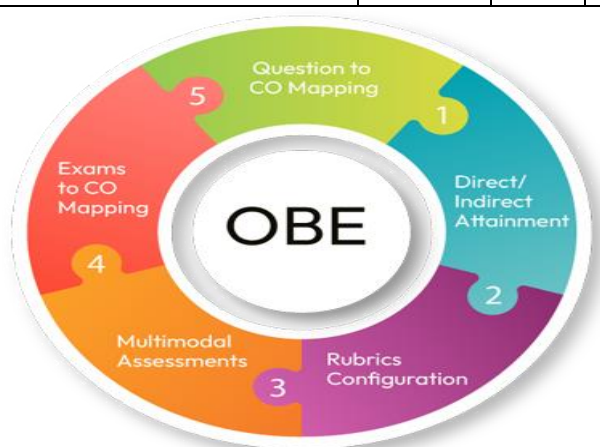 Question to
CO Mapping
1
Direct/
Indirect
Attainment
2
Rubrics
Configuration
3
Multimodal
Assessments
4
Exams
to CO
Mapping
5
OBE